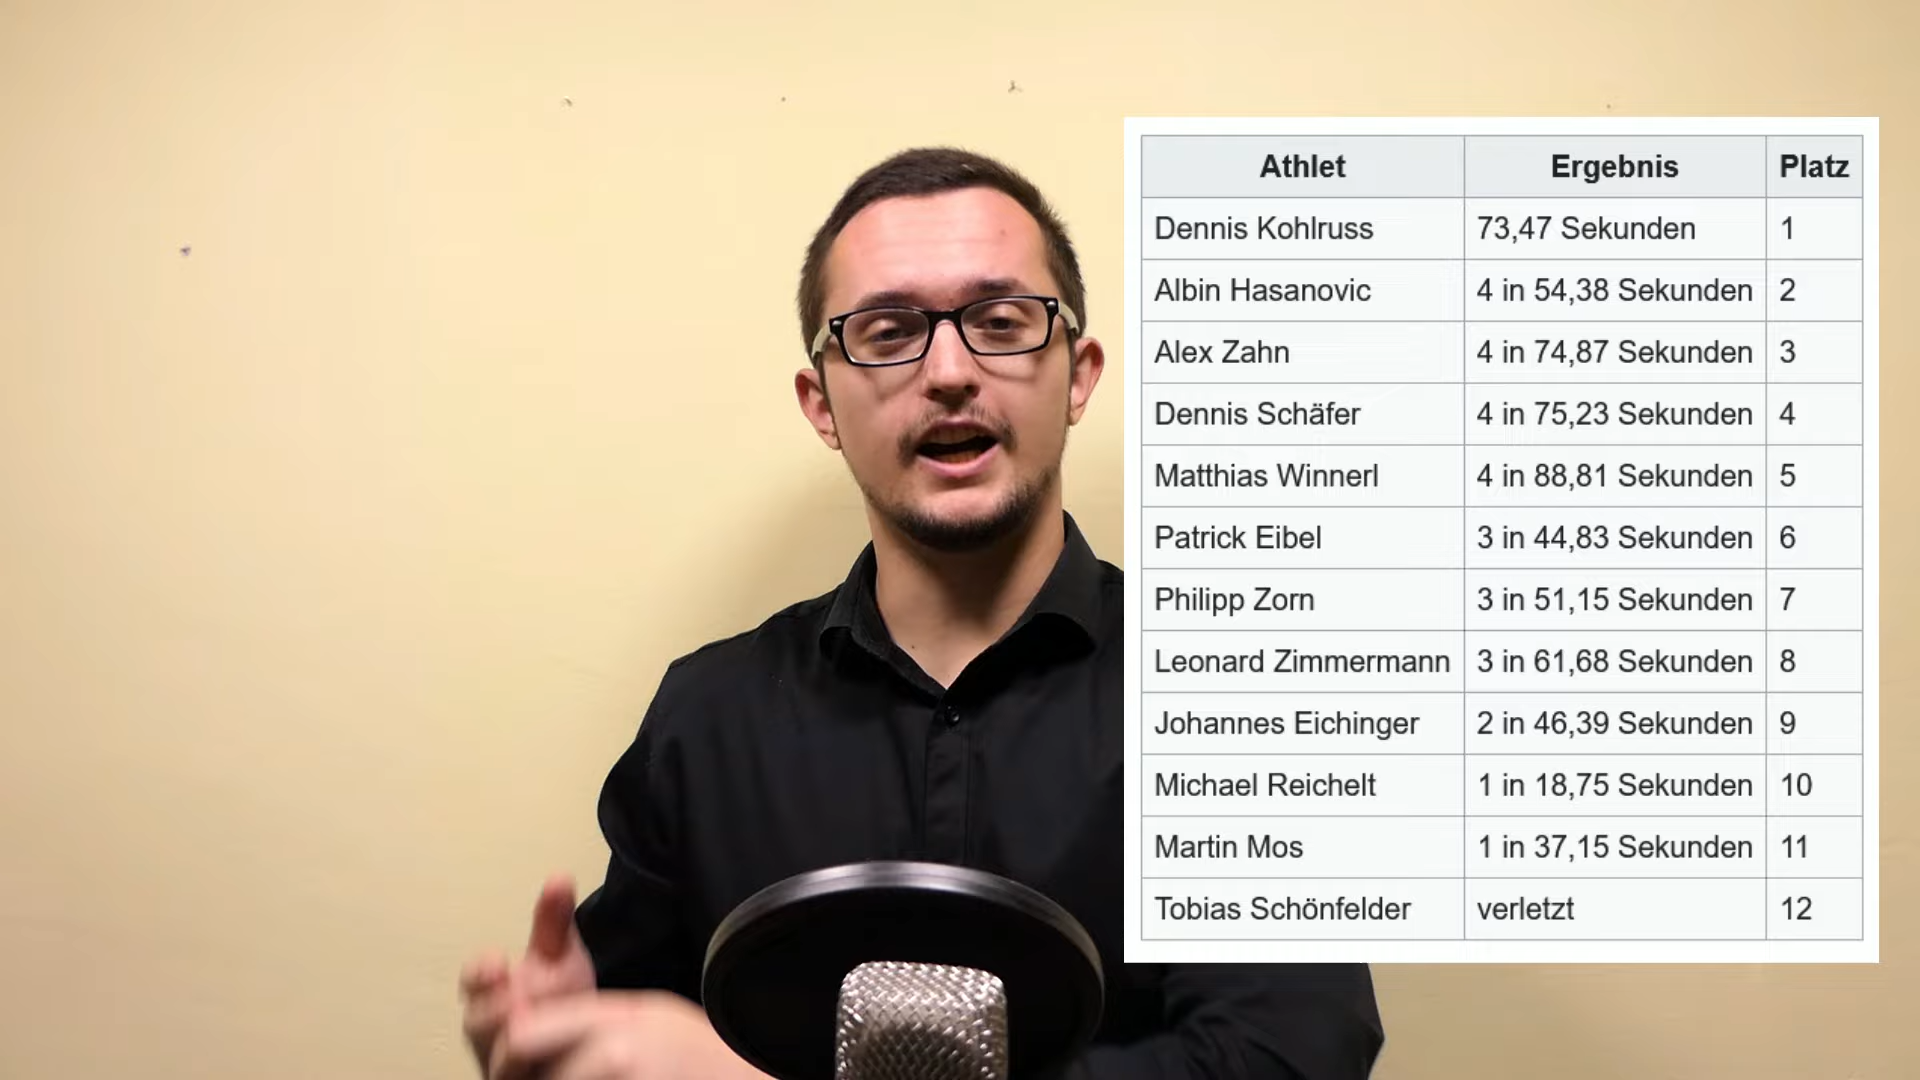 Athlet Ergebnis Platz
Dennis Kohlruss 73,47 Sekunden 1
Albin Hasanovic 4 in 54,38 Sekunden 2
Alex Zahn 4 in 74,87 Sekunden 3
Dennis Schäfer 4 in 75,23 Sekunden 4
Matthias Winnerl 4 in 88,81 Sekunden 5
Patrick Eibel 3 in 44,83 Sekunden 6
Philipp Zorn 3 in 51,15 Sekunden 7
Leonard Zimmermann 3 in 61,68 Sekunden 8
Johannes Eichinger 2 in 46,39 Sekunden 9
Michael Reichelt 1 in 18,75 Sekunden 10
Martin Mos 1 in 37,15 Sekunden 11
Tobias Schönfelder verletzt 12